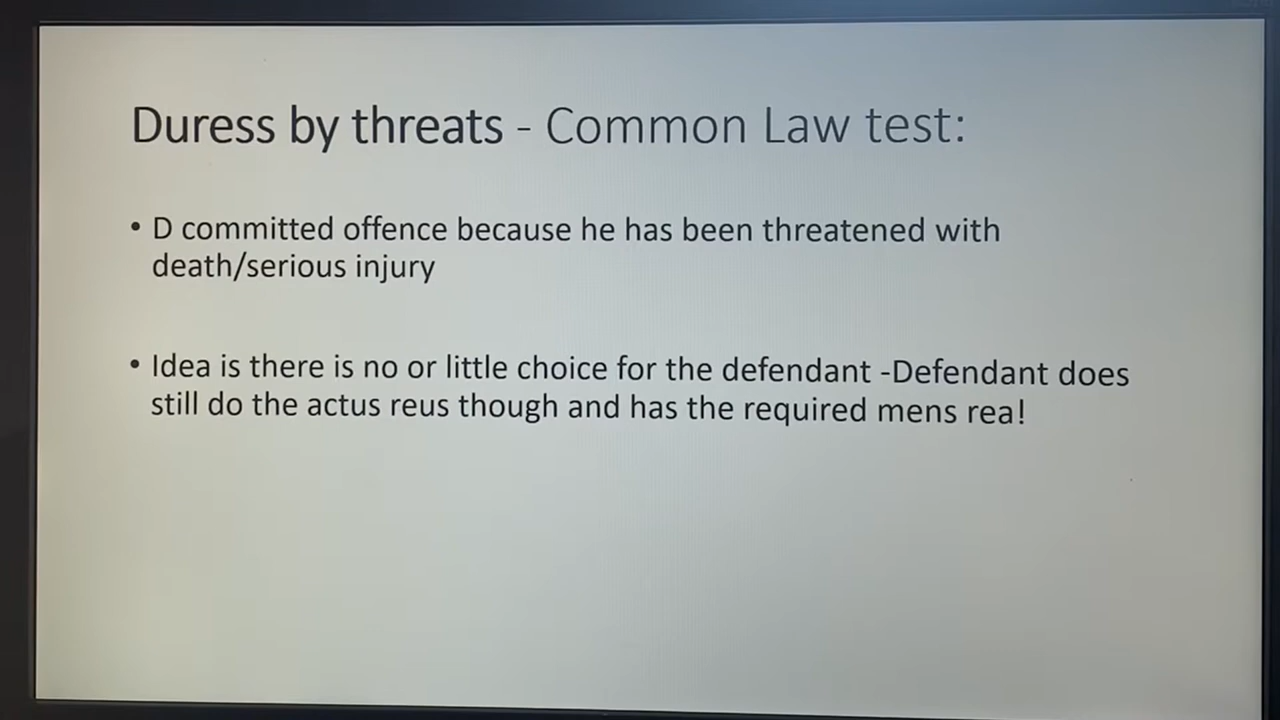 Duress by threats - Common Law test:
• D committed offence because he has been threatened with
death/serious injury
• Idea is there is no or little choice for the defendant -Defendant does
still do the actus reus though and has the required mens rea!